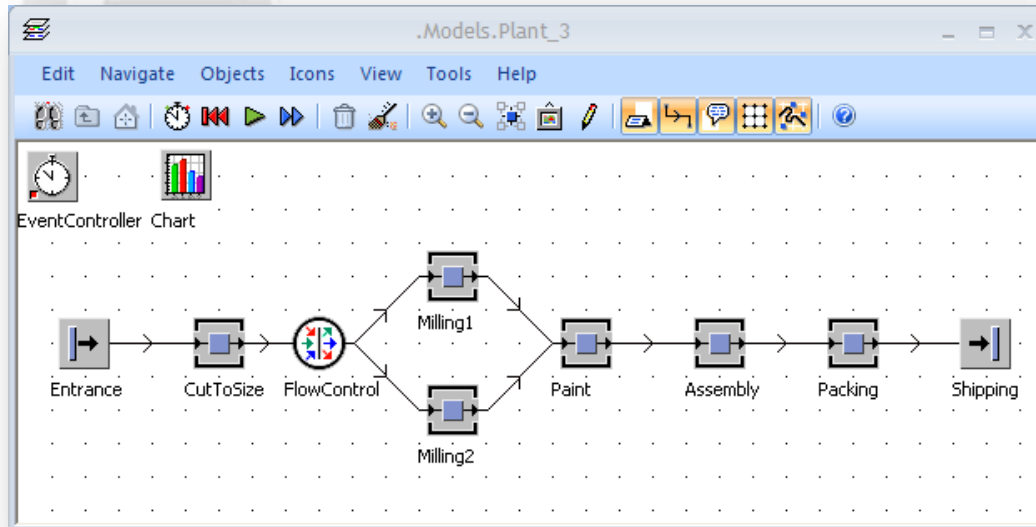 .Models.Plant_3
Edit Navigate Objects Icons View Tools Help
EventController Chart
Milling1
Entrance CutToSize FlowControl Paint Assembly Packing Shipping
Milling2